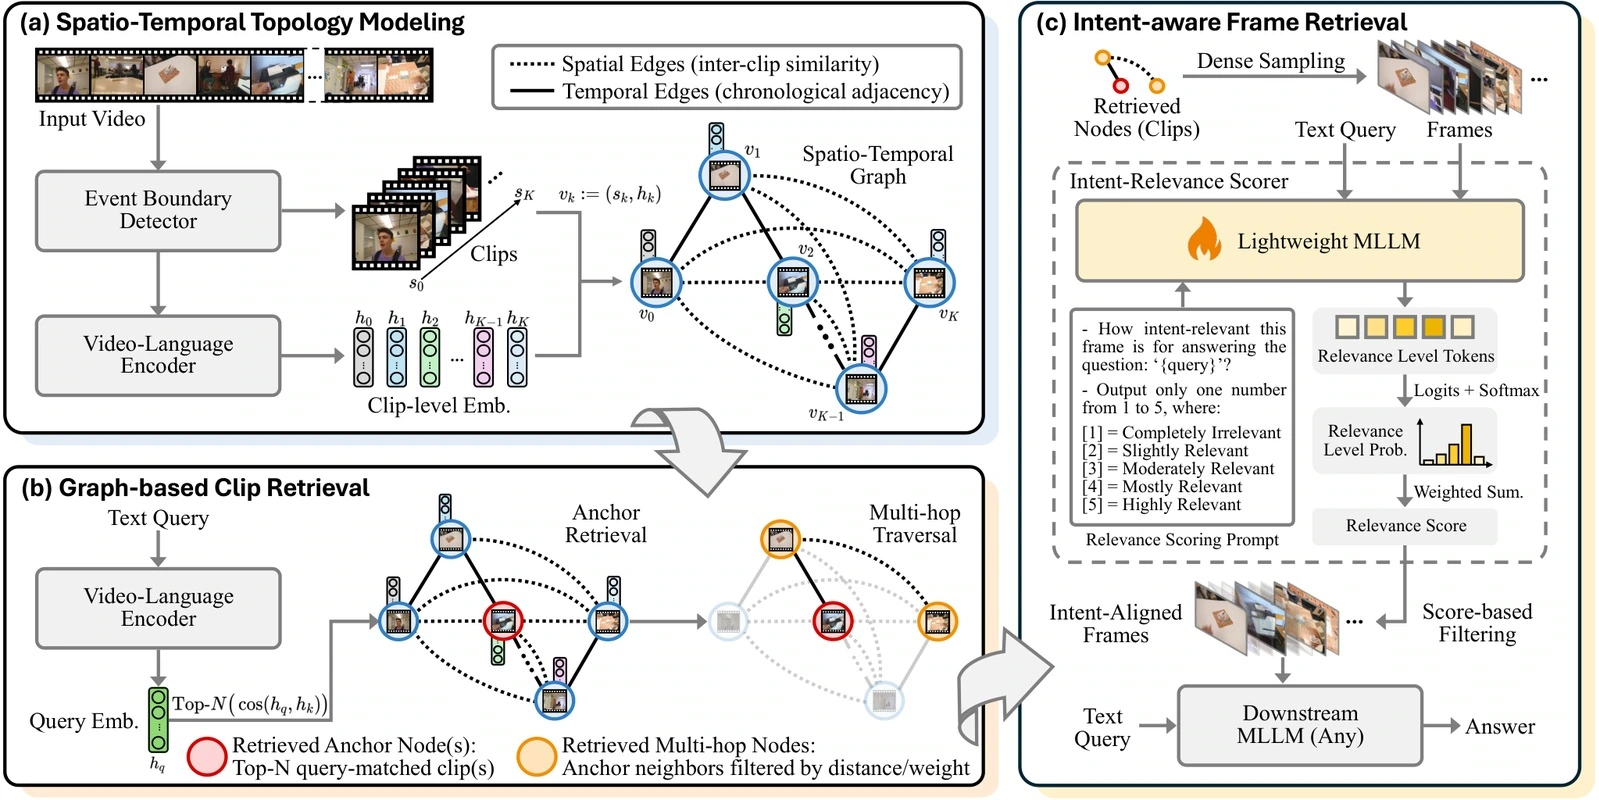 (a) Spatio-Temporal Topology Modeling
Input Video
Spatial Edges (inter-clip similarity)
Temporal Edges (chronological adjacency)
Event Boundary
Detector
Video-Language
Encoder
s_K
Clips
s_0
v_k := (s_k, h_k)
h_0 h_1 h_2 ... h_{K-1} h_K
Clip-level Emb.
Spatio-Temporal
Graph
v_1
v_2
v_0
v_K
v_{K-1}
(b) Graph-based Clip Retrieval
Text Query
Video-Language
Encoder
Query Emb.
h_q
Top-N(cos(h_q, h_k))
Anchor
Retrieval
Multi-hop
Traversal
Retrieved Anchor Node(s):
Top-N query-matched clip(s)
Retrieved Multi-hop Nodes:
Anchor neighbors filtered by distance/weight
(c) Intent-aware Frame Retrieval
Retrieved
Nodes (Clips)
Dense Sampling
...
Text Query
Frames
Intent-Relevance Scorer
Lightweight MLLM
- How intent-relevant this
frame is for answering the
question: '{query}'?
- Output only one number
from 1 to 5, where:
[1] = Completely Irrelevant
[2] = Slightly Relevant
[3] = Moderately Relevant
[4] = Mostly Relevant
[5] = Highly Relevant
Relevance Scoring Prompt
Relevance Level Tokens
Logits + Softmax
Relevance
Level Prob.
Weighted Sum.
Relevance Score
Intent-Aligned
Frames
...
Score-based
Filtering
Text
Query
Downstream
MLLM (Any)
Answer